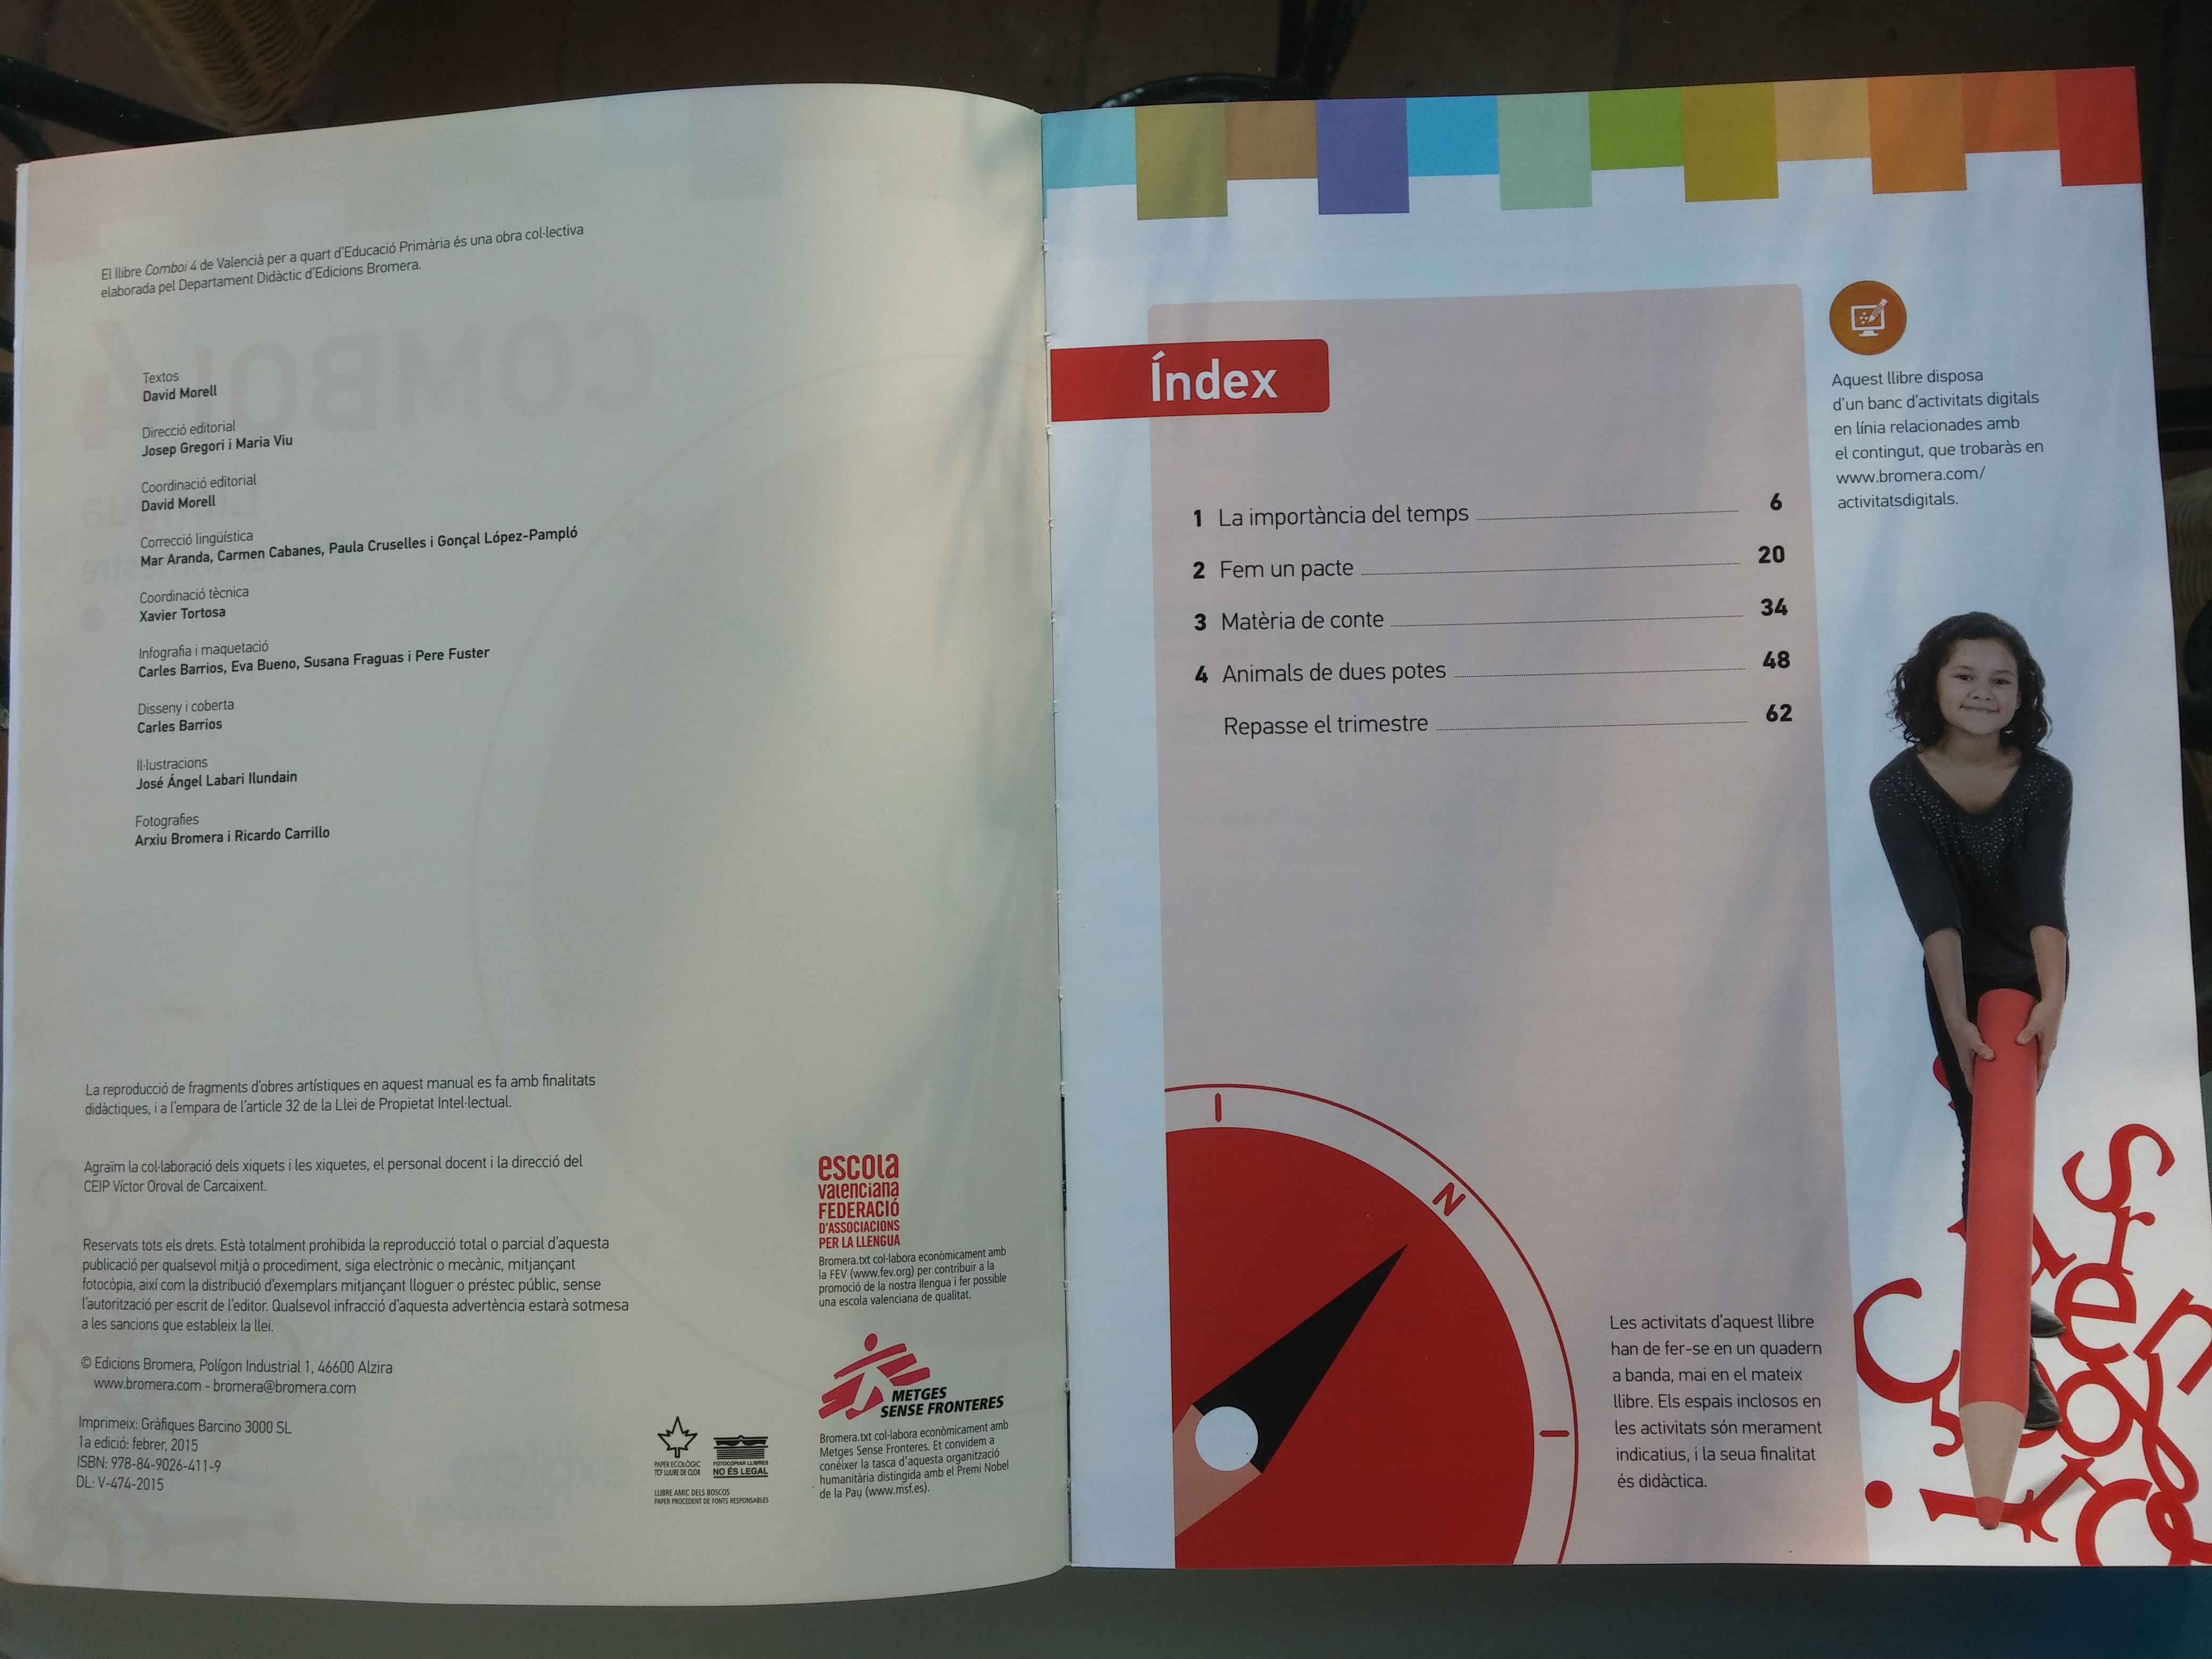 El llibre Comboi 4 de Valencià per a quart d'Educació Primària és una obra col·lectiva
elaborada pel Departament Didàctic d'Edicions Bromera.
Textos
David Morell
Direcció editorial
Josep Gregori i Maria Viu
Coordinació editorial
David Morell
Correcció lingüística
Mar Aranda, Carmen Cabanes, Paula Cruselles i Gonçal López-Pampló
Coordinació tècnica
Xavier Tortosa
Infografia i maquetació
Carles Barrios, Eva Bueno, Susana Fraguas i Pere Fuster
Disseny i coberta
Carles Barrios
Il·lustracions
José Ángel Labari Ilundain
Fotografies
Arxiu Bromera i Ricardo Carrillo
La reproducció de fragments d'obres artístiques en aquest manual es fa amb finalitats
didàctiques, i a l'empara de l'article 32 de la Llei de Propietat Intel·lectual.
Agraïm la col·laboració dels xiquets i les xiquetes, el personal docent i la direcció del
CEIP Víctor Oroval de Carcaixent.
Reservats tots els drets. Està totalment prohibida la reproducció total o parcial d'aquesta
publicació per qualsevol mitjà o procediment, siga electrònic o mecànic, mitjançant
fotocòpia, així com la distribució d'exemplars mitjançant lloguer o préstec públic, sense
l'autorització per escrit de l'editor. Qualsevol infracció d'aquesta advertència estarà sotmesa
a les sancions que estableix la llei.
© Edicions Bromera, Polígon Industrial 1, 46600 Alzira
www.bromera.com - bromera@bromera.com
Imprimeix: Gràfiques Barcino 3000 SL
1a edició: febrer, 2015
ISBN: 978-84-9026-411-9
DL: V-474-2015
PAPER ECOLÒGIC
TCF LLIURE DE CLOR
FOTOCOPIAR LLIBRES
NO ÉS LEGAL
LLIBRE AMIC DELS BOSCOS
PAPER PROCEDENT DE FONTS RESPONSABLES
escola
valenciana
FEDERACIÓ
D'ASSOCIACIONS
PER LA LLENGUA
Bromera.txt col·labora econòmicament amb
la FEV (www.fev.org) per contribuir a la
promoció de la nostra llengua i fer possible
una escola valenciana de qualitat.
METGES
SENSE FRONTERES
Bromera.txt col·labora econòmicament amb
Metges Sense Fronteres. Et convidem a
conéixer la tasca d'aquesta organització
humanitària distingida amb el Premi Nobel
de la Pau (www.msf.es).
Índex
1 La importància del temps 6
2 Fem un pacte 20
3 Matèria de conte 34
4 Animals de dues potes 48
Repasse el trimestre 62
Aquest llibre disposa
d'un banc d'activitats digitals
en línia relacionades amb
el contingut, que trobaràs en
www.bromera.com/
activitatsdigitals.
N
Les activitats d'aquest llibre
han de fer-se en un quadern
a banda, mai en el mateix
llibre. Els espais inclosos en
les activitats són merament
indicatius, i la seua finalitat
és didàctica.